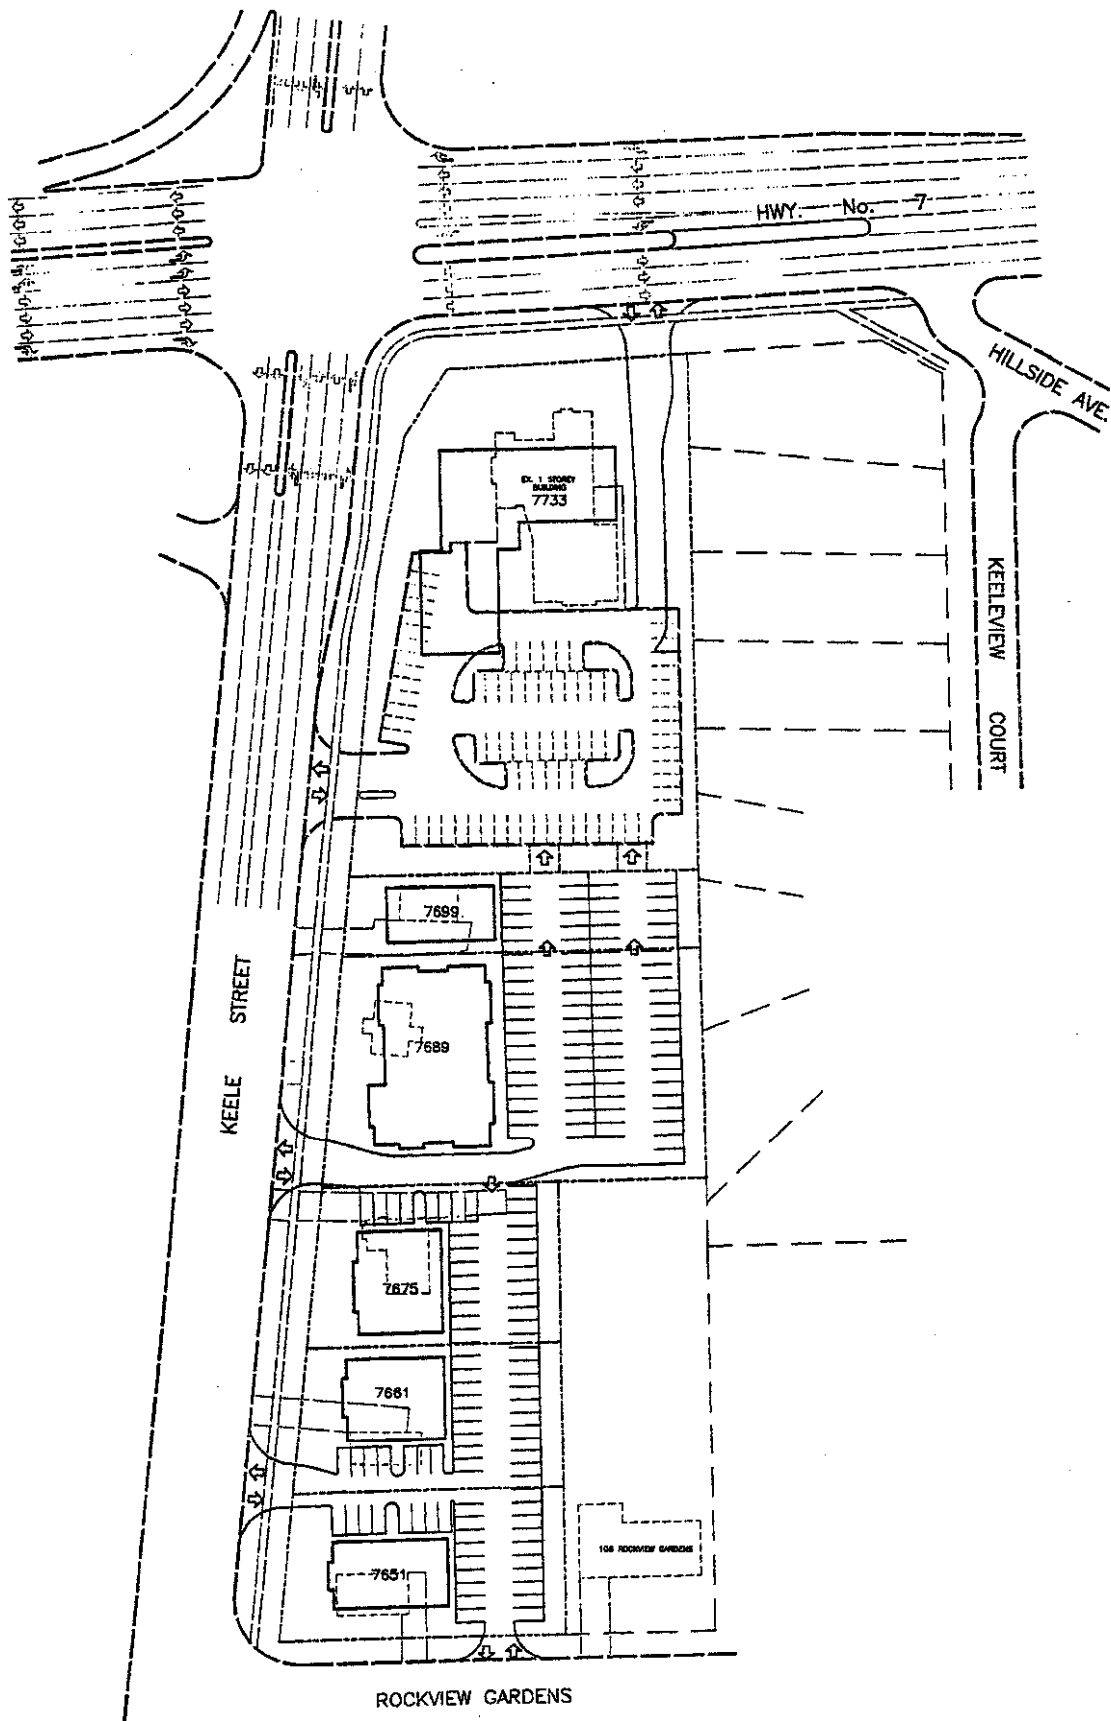 HWY. No. 7
HILLSIDE AVE.
EX. 1 STOREY
BUILDING
7733
KEELEVIEW COURT
7699
KEELE STREET
7689
7675
7661
7651
108 ROCKVIEW GARDENS
ROCKVIEW GARDENS